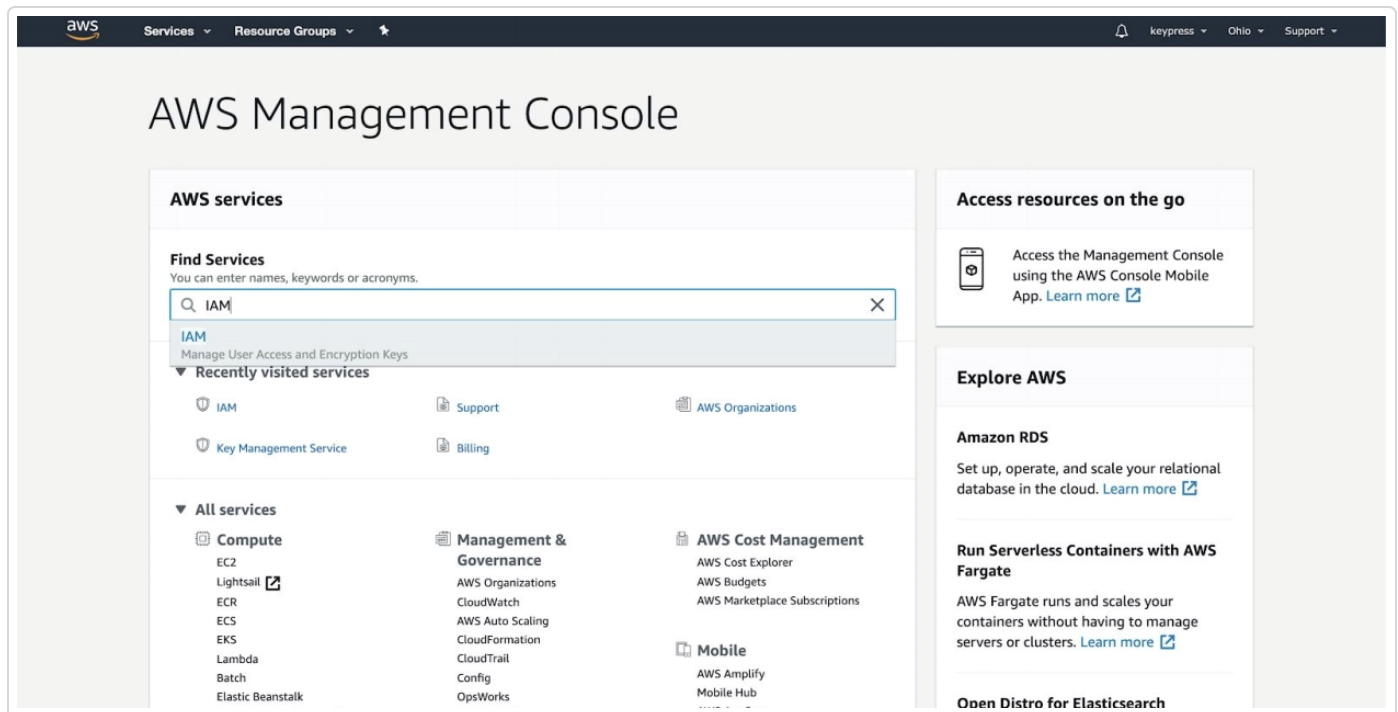 aws
Services
Resource Groups
keypress
Ohio
Support
AWS Management Console
AWS services
Find Services
You can enter names, keywords or acronyms.
IAM
IAM
Manage User Access and Encryption Keys
Recently visited services
IAM
Support
AWS Organizations
Key Management Service
Billing
All services
Compute
EC2
Lightsail
ECR
ECS
EKS
Lambda
Batch
Elastic Beanstalk
Management &
Governance
AWS Organizations
CloudWatch
AWS Auto Scaling
CloudFormation
CloudTrail
Config
OpsWorks
AWS Cost Management
AWS Cost Explorer
AWS Budgets
AWS Marketplace Subscriptions
Mobile
AWS Amplify
Mobile Hub
Access resources on the go
Access the Management Console
using the AWS Console Mobile
App. Learn more
Explore AWS
Amazon RDS
Set up, operate, and scale your relational
database in the cloud. Learn more
Run Serverless Containers with AWS
Fargate
AWS Fargate runs and scales your
containers without having to manage
servers or clusters. Learn more
Open Distro for Elasticsearch